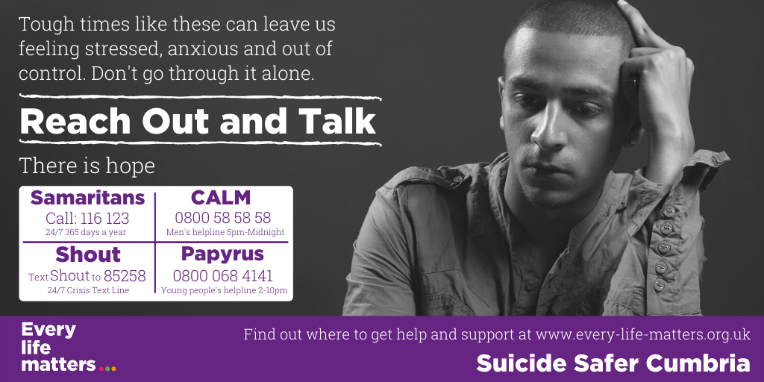 Tough times like these can leave us
feeling stressed, anxious and out of
control. Don't go through it alone.
Reach Out and Talk
There is hope
Samaritans
Call: 116 123
24/7 365 days a year
CALM
0800 58 58 58
Men's helpline 5pm-Midnight
Shout
Text Shout to 85258
24/7 Crisis Text Line
Papyrus
0800 068 4141
Young people's helpline 2-10pm
Every
life
matters...
Find out where to get help and support at www.every-life-matters.org.uk
Suicide Safer Cumbria